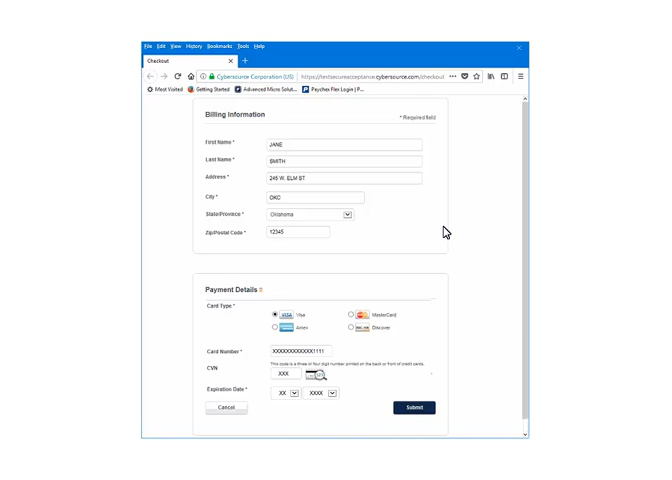 File Edit View History Bookmarks Tools Help
Checkout
Cybersource Corporation (US) https://testsecureacceptance.cybersource.com/checkout
Most Visited Getting Started Advanced Micro Solut... Paychex Flex Login | P...
Billing Information
* Required field
First Name * JANE
Last Name * SMITH
Address * 245 W. ELM ST
City * OKC
State/Province * Oklahoma
Zip/Postal Code * 12345
Payment Details
Card Type *
VISA Visa MasterCard
Amex Discover
Card Number * XXXXXXXXXXXX1111
This code is a three or four digit number printed on the back or front of credit cards.
CVN XXX
Expiration Date * XX XXXX
Cancel Submit